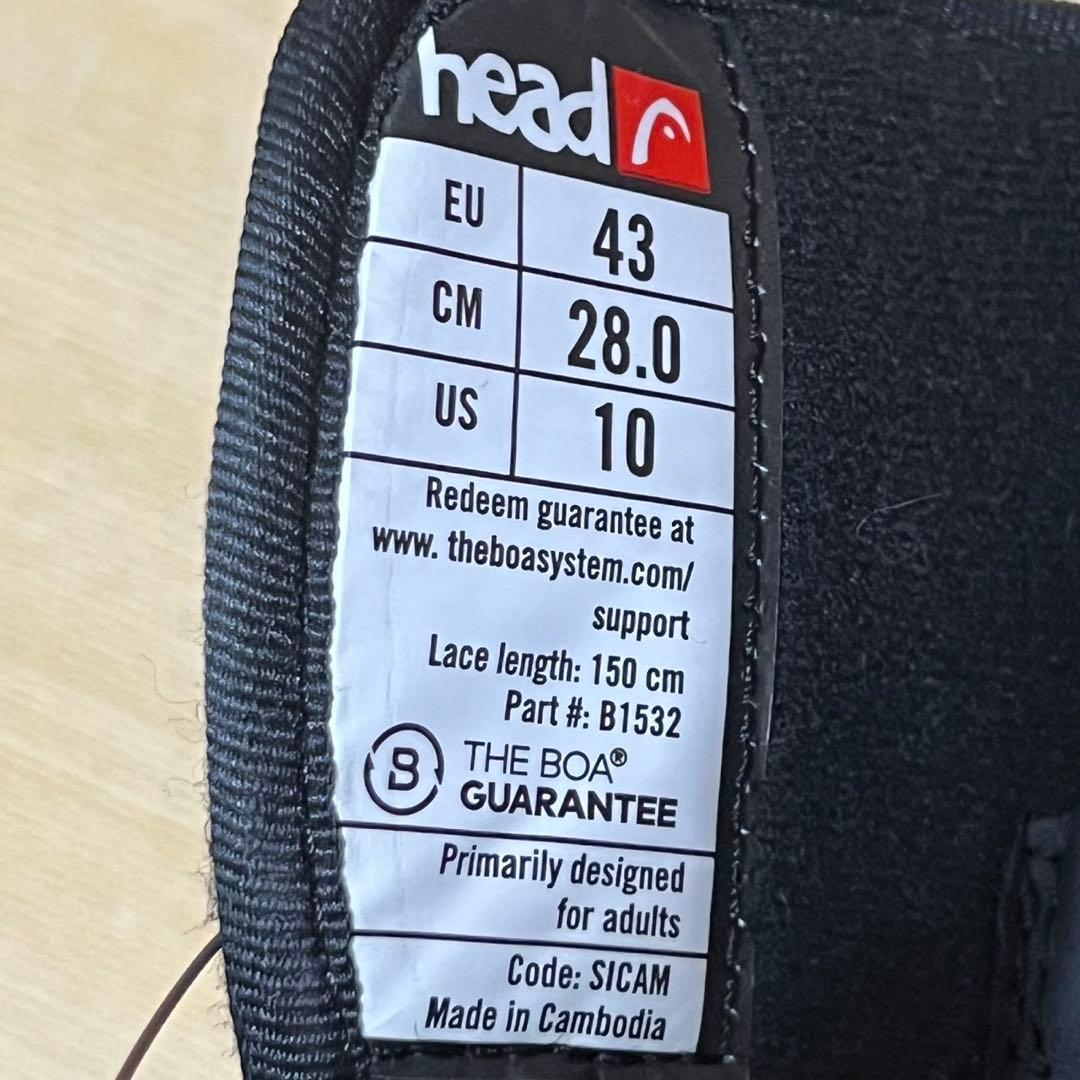 head
EU 43
CM 28.0
US 10
Redeem guarantee at
www. theboasystem.com/
support
Lace length: 150 cm
Part #: B1532
B THE BOA®
GUARANTEE
Primarily designed
for adults
Code: SICAM
Made in Cambodia